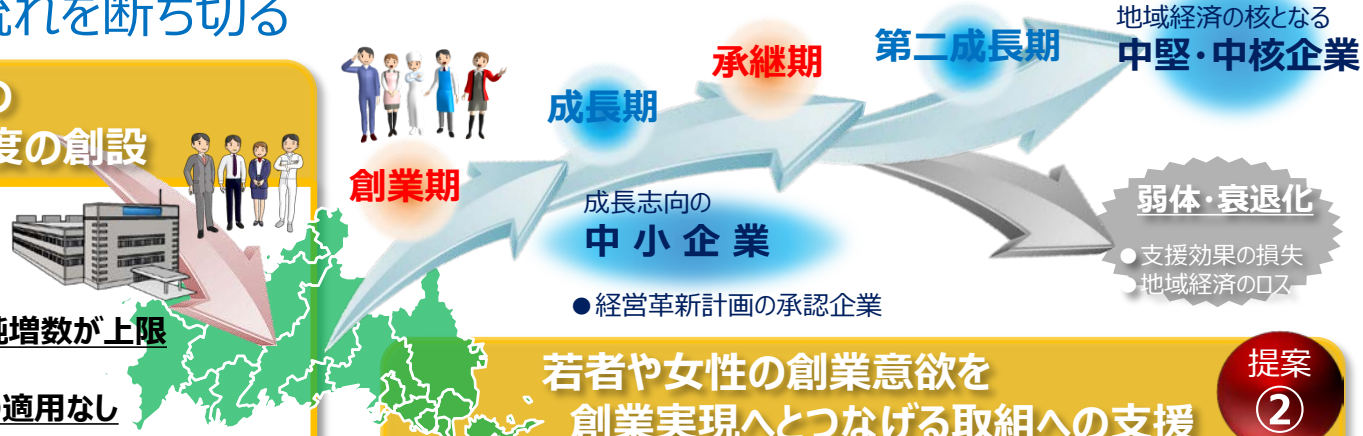 流れを断ち切る
の
度の創設
純増数が上限
適用なし
創業期
成長期
承継期
第二成長期
地域経済の核となる
中堅・中核企業
成長志向の
中小企業
●経営革新計画の承認企業
弱体・衰退化
●支援効果の損失
●地域経済のロス
若者や女性の創業意欲を
創業実現へとつなげる取組への支援
提案
②